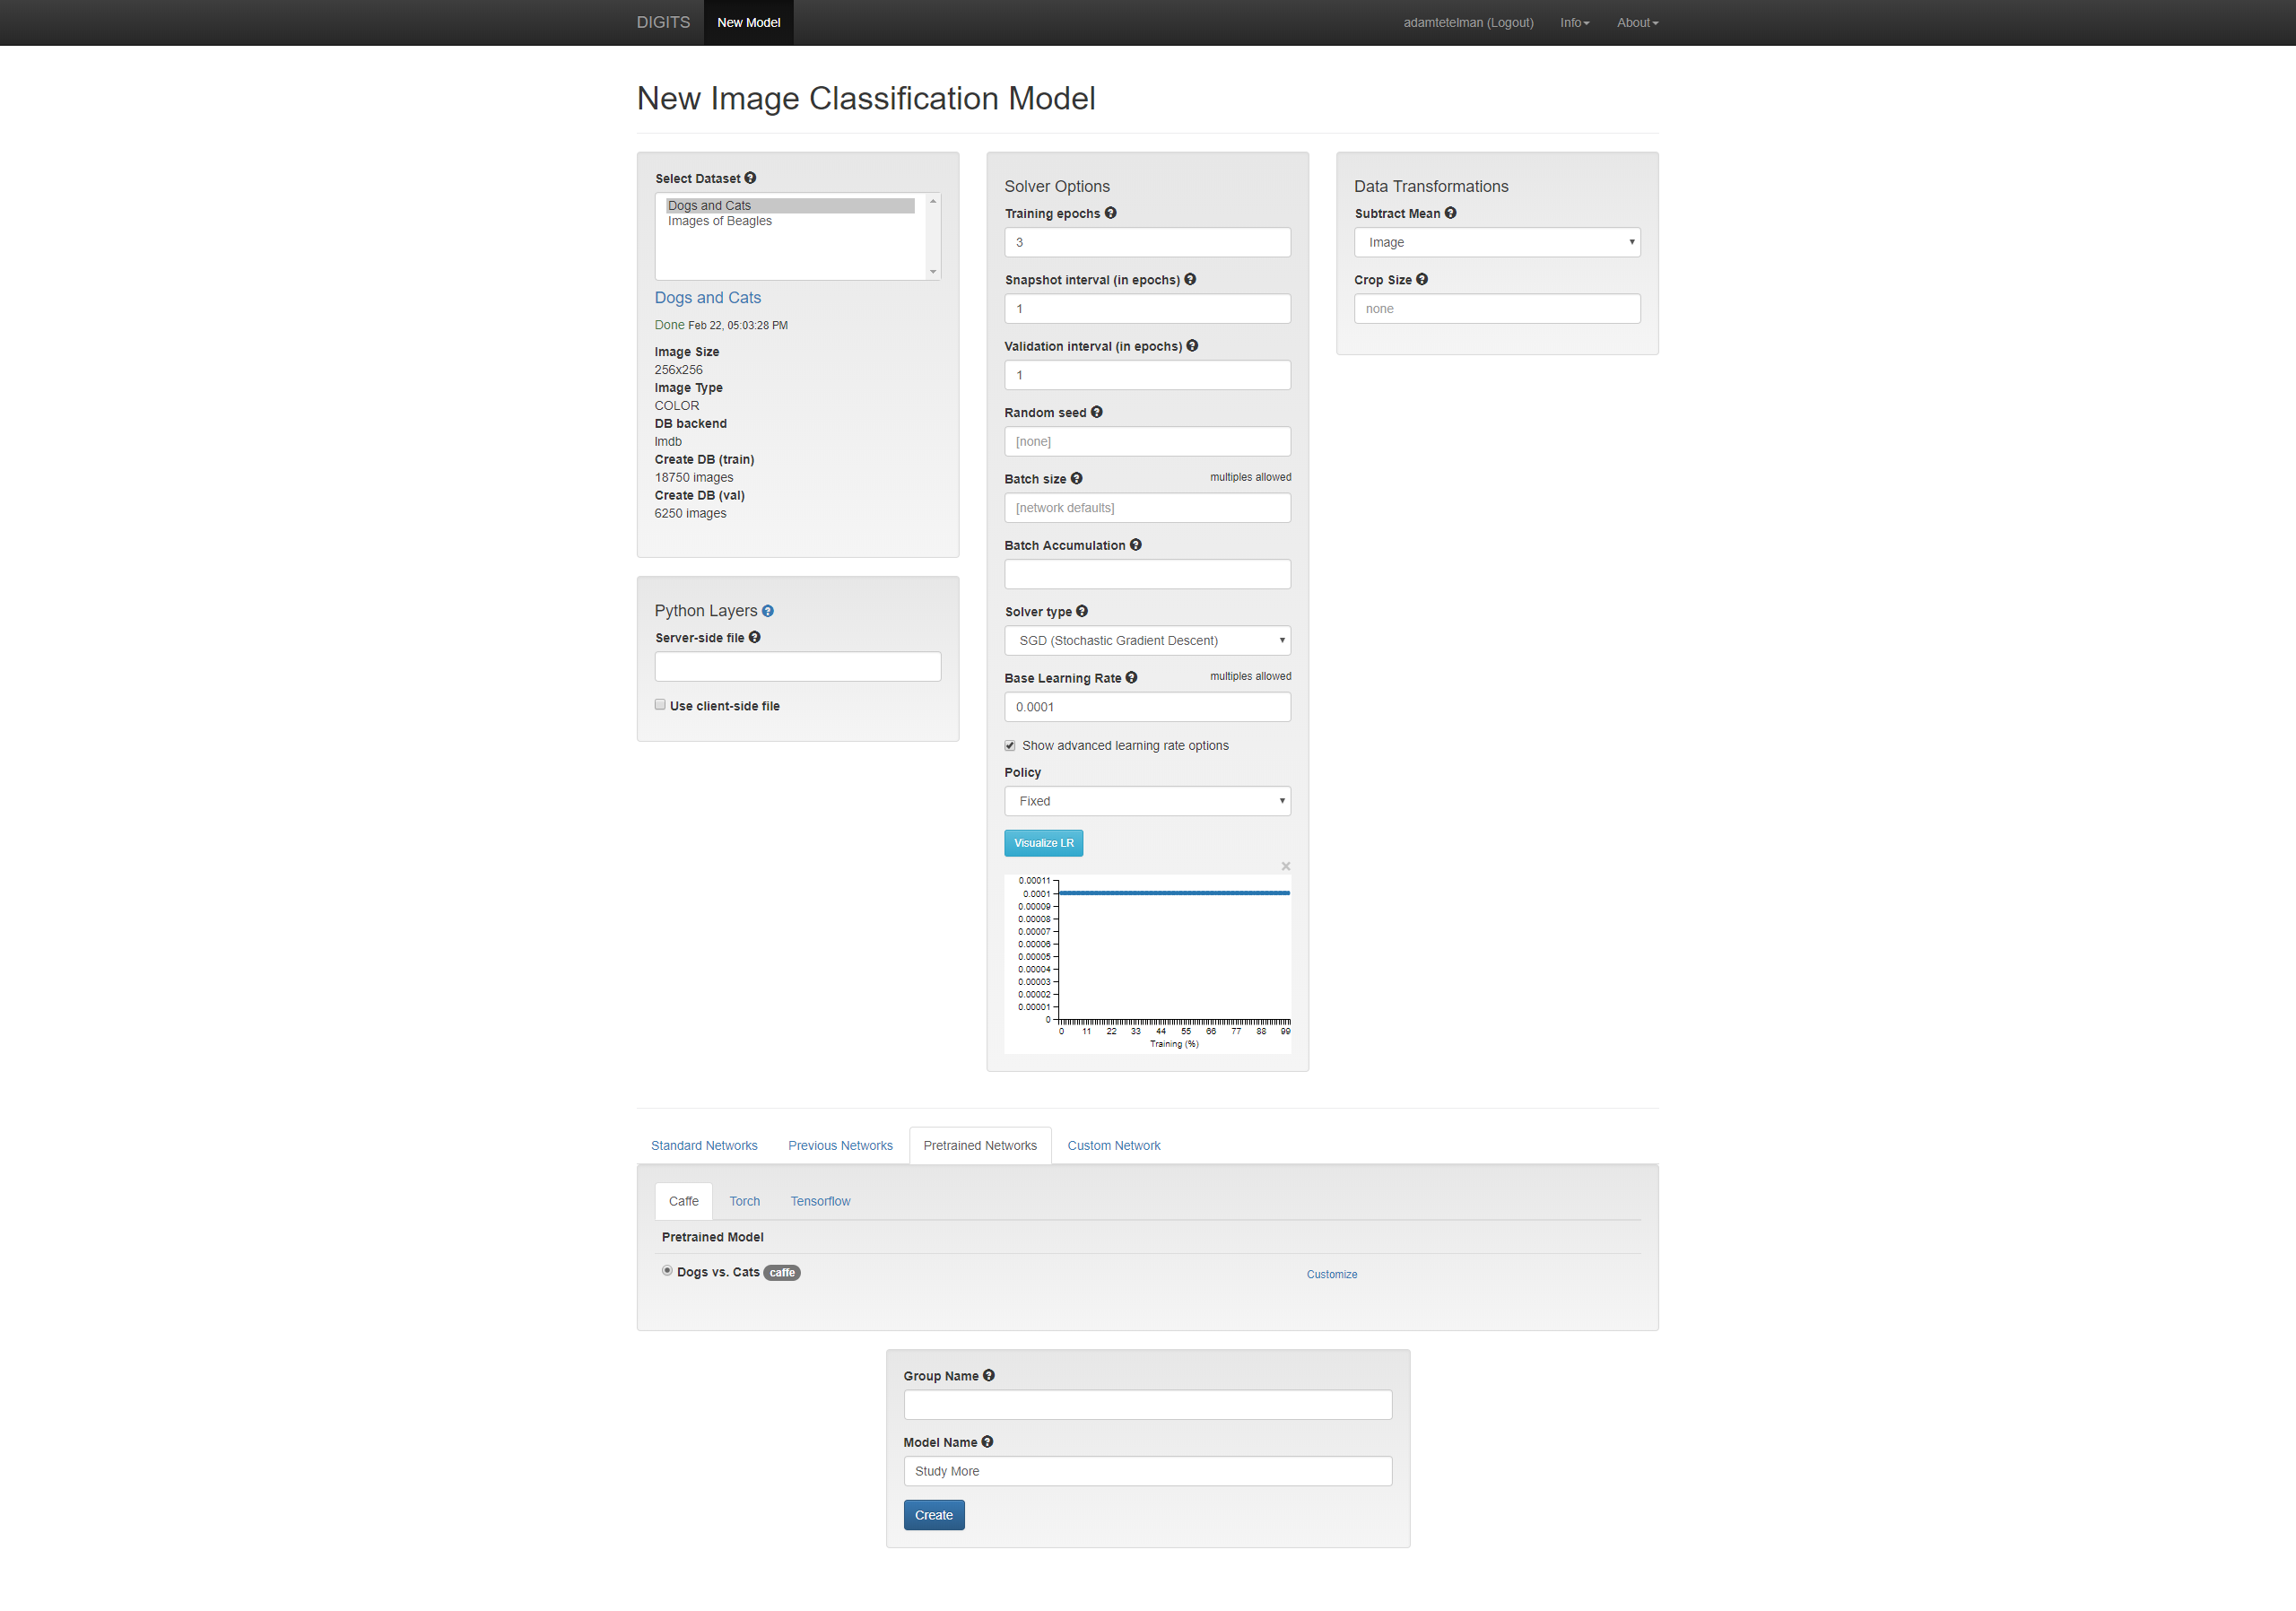 DIGITS New Model adamtetelman (Logout) Info About
New Image Classification Model
Select Dataset
Dogs and Cats
Images of Beagles
Dogs and Cats
Done Feb 22, 05:03:28 PM
Image Size
256x256
Image Type
COLOR
DB backend
lmdb
Create DB (train)
18750 images
Create DB (val)
6250 images
Python Layers
Server-side file
Use client-side file
Solver Options
Training epochs
3
Snapshot interval (in epochs)
1
Validation interval (in epochs)
1
Random seed
[none]
Batch size multiples allowed
[network defaults]
Batch Accumulation
Solver type
SGD (Stochastic Gradient Descent)
Base Learning Rate multiples allowed
0.0001
Show advanced learning rate options
Policy
Fixed
Visualize LR
×
0.00011
0.0001
0.00009
0.00008
0.00007
0.00006
0.00005
0.00004
0.00003
0.00002
0.00001
0
0 11 22 33 44 55 66 77 88 99
Training (%)
Data Transformations
Subtract Mean
Image
Crop Size
none
Standard Networks Previous Networks Pretrained Networks Custom Network
Caffe Torch Tensorflow
Pretrained Model
Dogs vs. Cats caffe Customize
Group Name
Model Name
Study More
Create